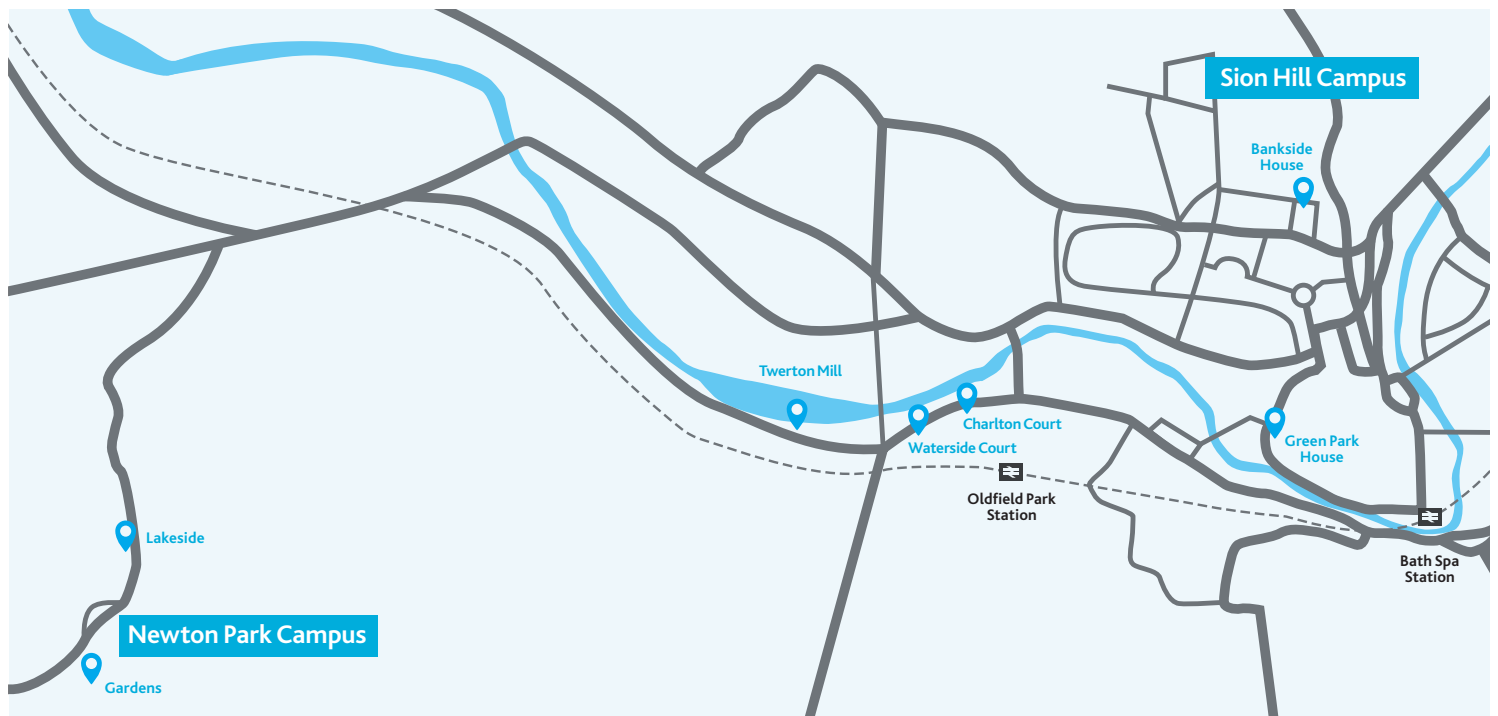 Sion Hill Campus
Bankside
House
Twerton Mill
Charlton Court
Waterside Court
Green Park
House
Oldfield Park
Station
Lakeside
Bath Spa
Station
Newton Park Campus
Gardens